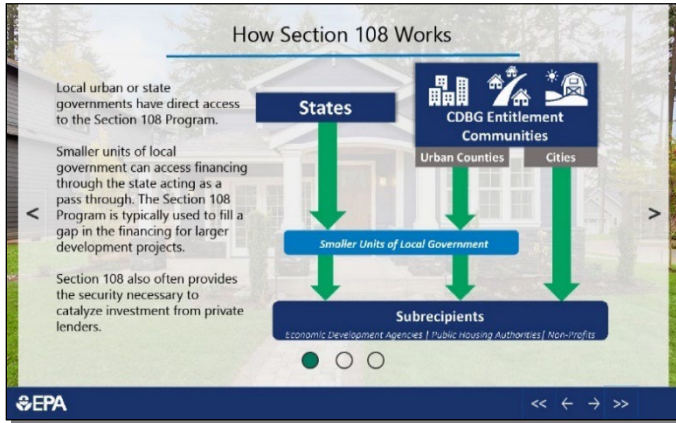 How Section 108 Works
Local urban or state
governments have direct access
to the Section 108 Program.
Smaller units of local
government can access financing
through the state acting as a
pass through. The Section 108
Program is typically used to fill a
gap in the financing for larger
development projects.
Section 108 also often provides
the security necessary to
catalyze investment from private
lenders.
States
CDBG Entitlement
Communities
Urban Counties
Cities
Smaller Units of Local Government
Subrecipients
Economic Development Agencies | Public Housing Authorities| Non-Profits
EPA